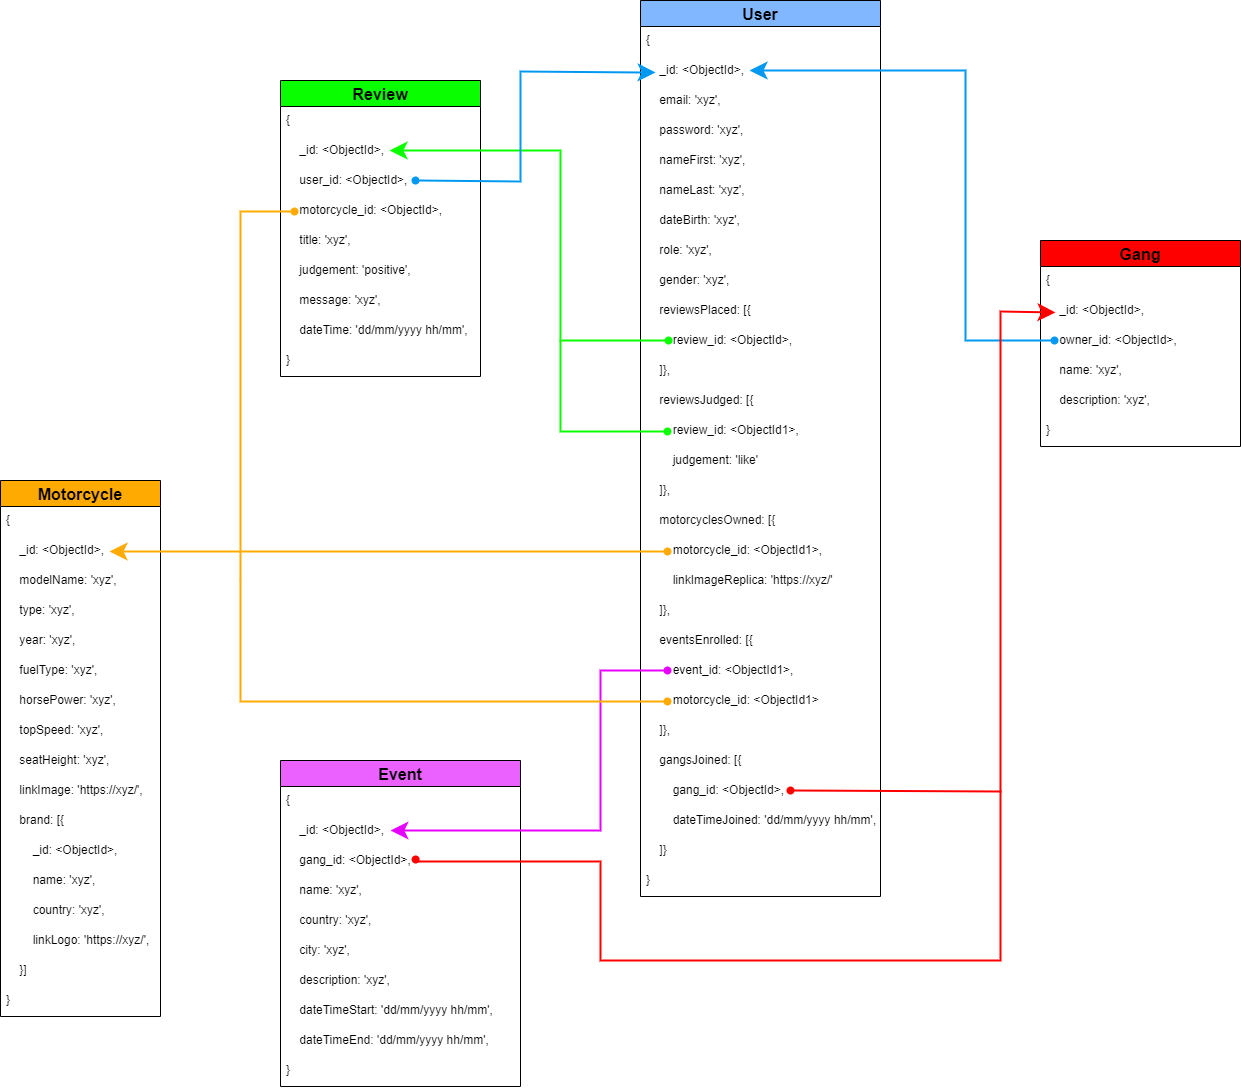 User
{
_id: <ObjectId>,
email: 'xyz',
password: 'xyz',
nameFirst: 'xyz',
nameLast: 'xyz',
dateBirth: 'xyz',
role: 'xyz',
gender: 'xyz',
reviewsPlaced: [{
review_id: <ObjectId>,
]},
reviewsJudged: [{
review_id: <ObjectId1>,
judgement: 'like'
]},
motorcyclesOwned: [{
motorcycle_id: <ObjectId1>,
linkImageReplica: 'https://xyz/'
]},
eventsEnrolled: [{
event_id: <ObjectId1>,
motorcycle_id: <ObjectId1>
]},
gangsJoined: [{
gang_id: <ObjectId>,
dateTimeJoined: 'dd/mm/yyyy hh/mm',
]}
}
Review
{
_id: <ObjectId>,
user_id: <ObjectId>,
motorcycle_id: <ObjectId>,
title: 'xyz',
judgement: 'positive',
message: 'xyz',
dateTime: 'dd/mm/yyyy hh/mm',
}
Gang
{
_id: <ObjectId>,
owner_id: <ObjectId>,
name: 'xyz',
description: 'xyz',
}
Motorcycle
{
_id: <ObjectId>,
modelName: 'xyz',
type: 'xyz',
year: 'xyz',
fuelType: 'xyz',
horsePower: 'xyz',
topSpeed: 'xyz',
seatHeight: 'xyz',
linkImage: 'https://xyz/',
brand: [{
_id: <ObjectId>,
name: 'xyz',
country: 'xyz',
linkLogo: 'https://xyz/',
}]
}
Event
{
_id: <ObjectId>,
gang_id: <ObjectId>,
name: 'xyz',
country: 'xyz',
city: 'xyz',
description: 'xyz',
dateTimeStart: 'dd/mm/yyyy hh/mm',
dateTimeEnd: 'dd/mm/yyyy hh/mm',
}